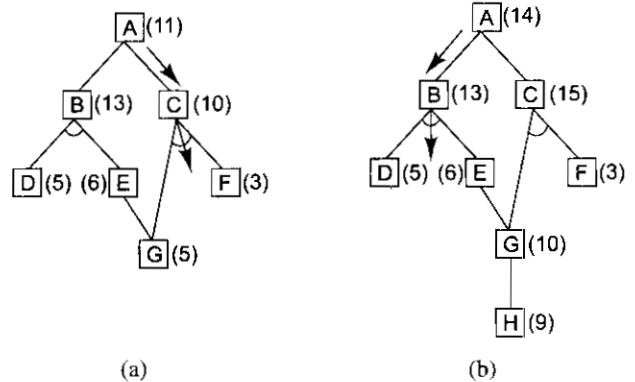 A (11)
B (13) C (10)
D (5) (6) E F (3)
G (5)
(a)
A (14)
B (13) C (15)
D (5) (6) E F (3)
G (10)
H (9)
(b)